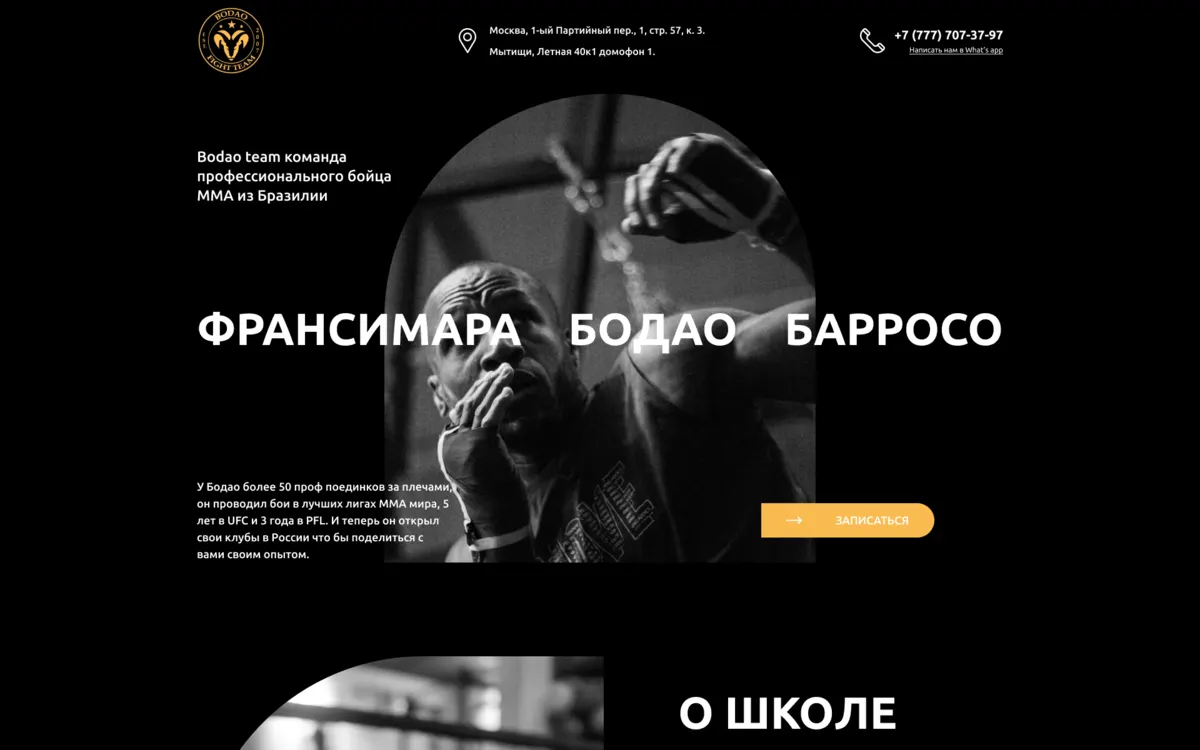 BODAO
FIGHT TEAM
Москва, 1-ый Партийный пер., 1, стр. 57, к. 3.
Мытищи, Летная 40к1 домофон 1.
+7 (777) 707-37-97
Написать нам в What's app
Bodao team команда
профессионального бойца
ММА из Бразилии
ФРАНСИМАРА БОДАО БАРРОСО
У Бодао более 50 проф поединков за плечами,
он проводил бои в лучших лигах ММА мира, 5
лет в UFC и 3 года в PFL. И теперь он открыл
свои клубы в России что бы поделиться с
вами своим опытом.
ЗАПИСАТЬСЯ
О ШКОЛЕ